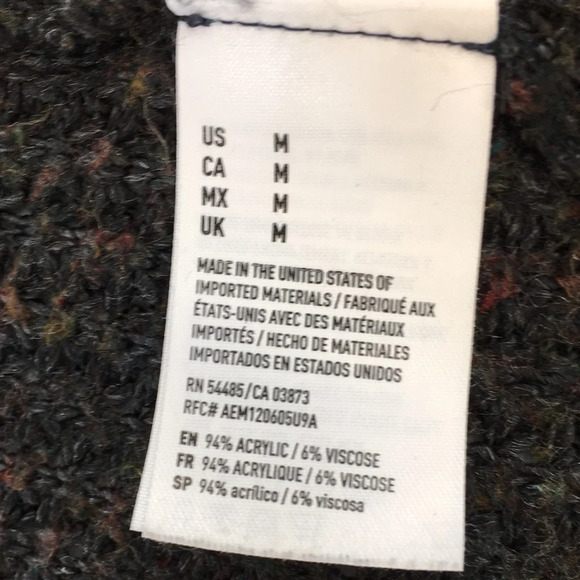 US M
CA M
MX M
UK M
MADE IN THE UNITED STATES OF
IMPORTED MATERIALS / FABRIQUÉ AUX
ÉTATS-UNIS AVEC DES MATÉRIAUX
IMPORTÉS / HECHO DE MATERIALES
IMPORTADOS EN ESTADOS UNIDOS
RN 54485/CA 03873
RFC# AEM120605U9A
EN 94% ACRYLIC / 6% VISCOSE
FR 94% ACRYLIQUE / 6% VISCOSE
SP 94% acrílico / 6% viscosa